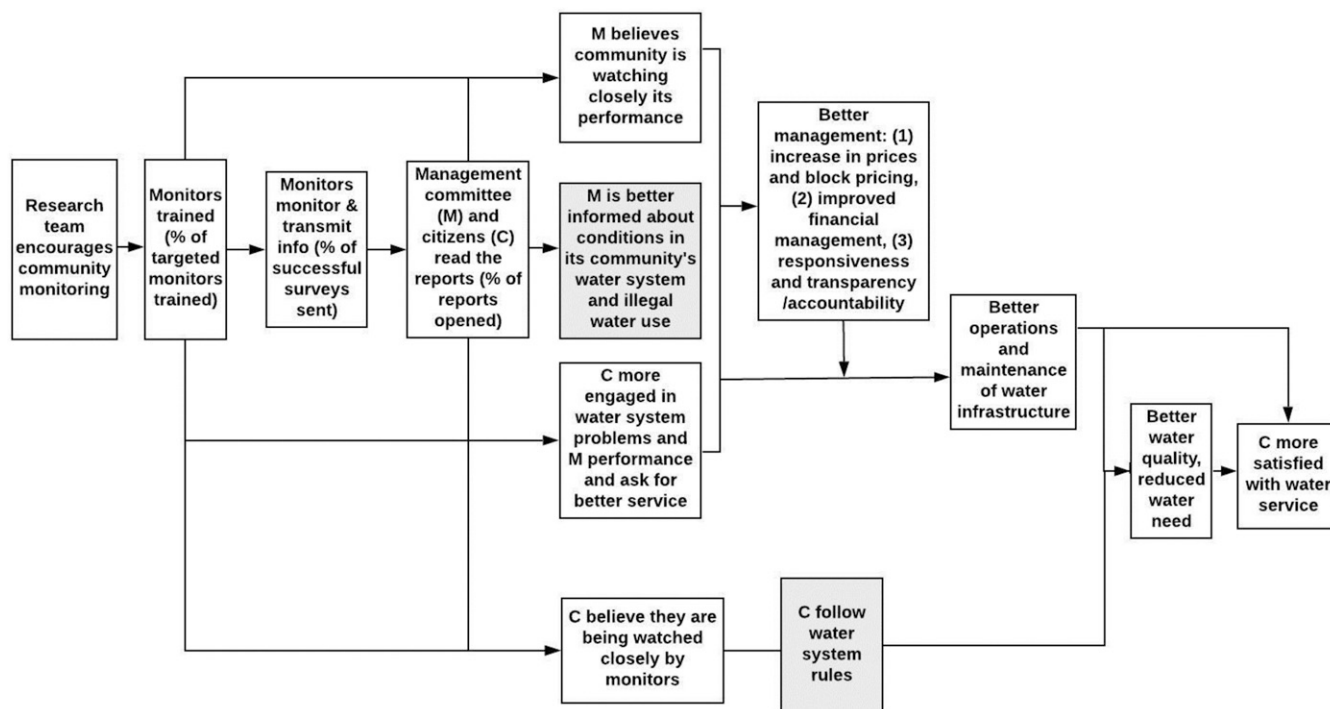 Research
team
encourages
community
monitoring
Monitors
trained (% of
targeted
monitors
trained)
Monitors
monitor &
transmit
info (% of
successful
surveys
sent)
Management
committee
(M) and
citizens (C)
read the
reports (% of
reports
opened)
M believes
community is
watching
closely its
performance
M is better
informed about
conditions in
its community's
water system
and illegal
water use
C more
engaged in
water system
problems and
M performance
and ask for
better service
C believe they are
being watched
closely by
monitors
Better
management: (1)
increase in prices
and block pricing,
(2) improved
financial
management, (3)
responsiveness
and transparency
/accountability
C follow
water
system
rules
Better
operations
and
maintenance
of water
infrastructure
Better
water
quality,
reduced
water
need
C more
satisfied
with water
service